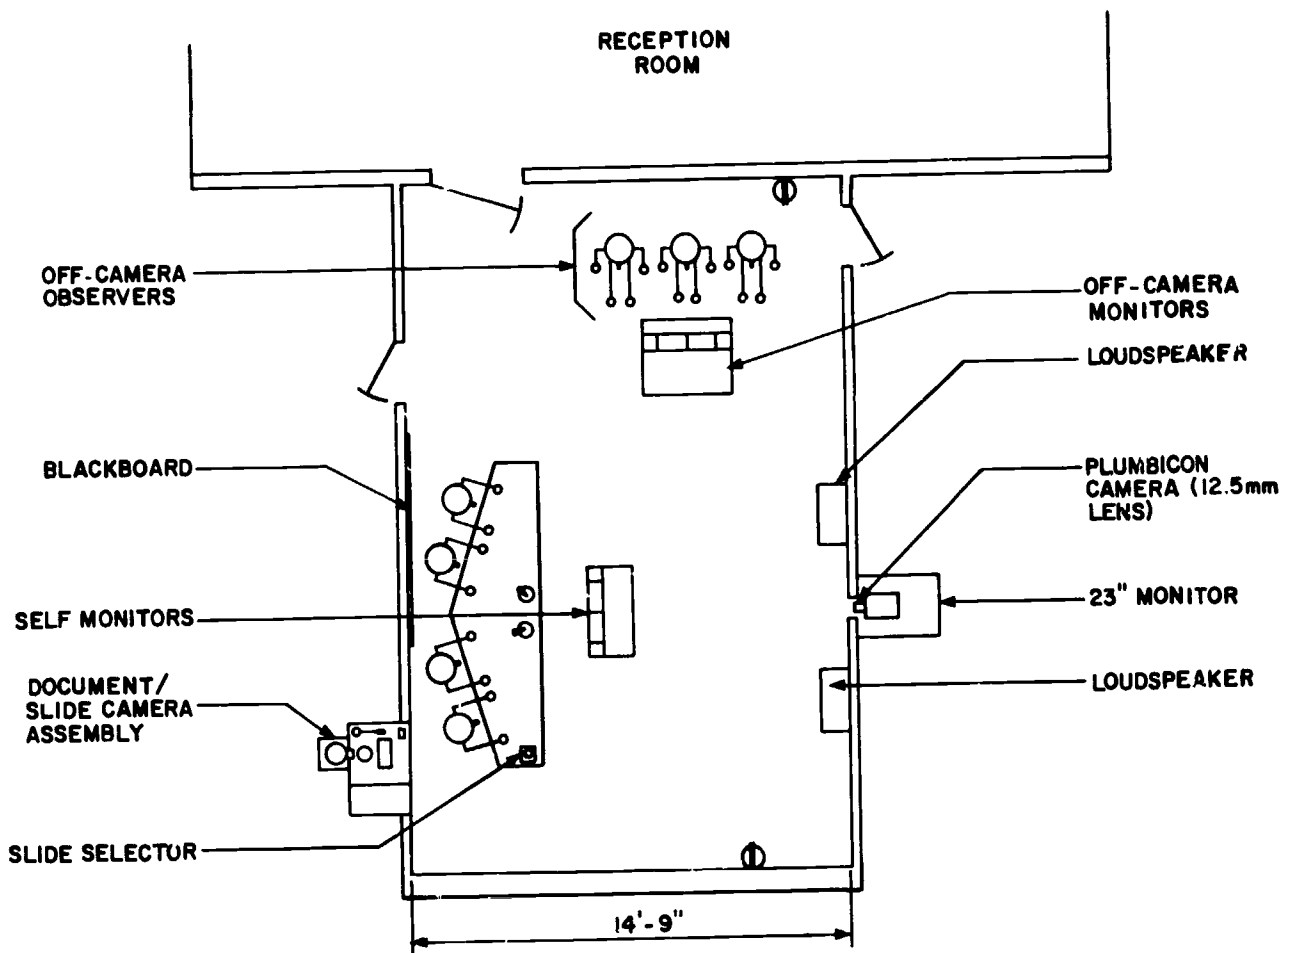 RECEPTION
ROOM
OFF-CAMERA
OBSERVERS
OFF-CAMERA
MONITORS
LOUDSPEAKER
BLACKBOARD
PLUMBICON
CAMERA (12.5mm
LENS)
SELF MONITORS
23" MONITOR
DOCUMENT/
SLIDE CAMERA
ASSEMBLY
LOUDSPEAKER
SLIDE SELECTOR
14'-9"